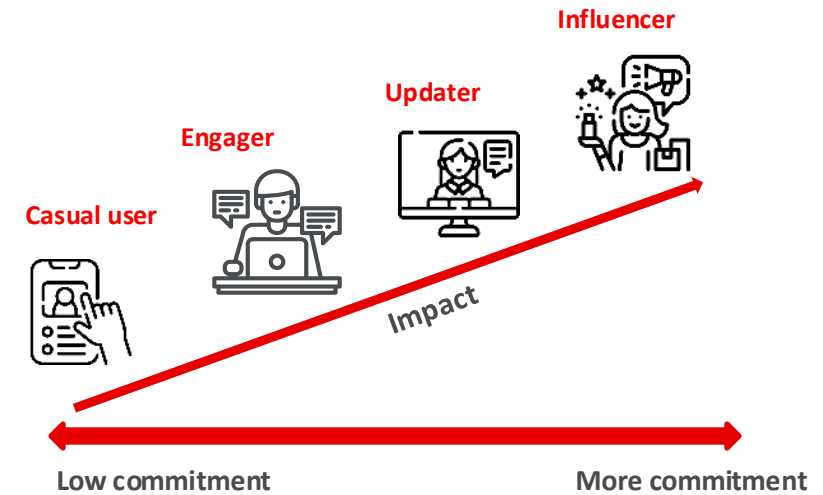 Influencer
Updater
Engager
Casual user
Impact
Low commitment
More commitment